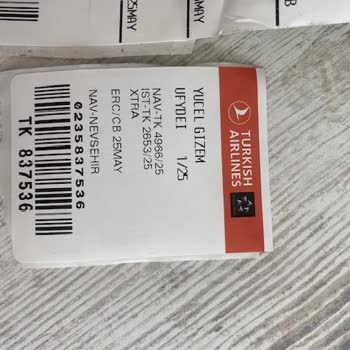 25MAY
25MAY
TURKISH
AIRLINES
YUCEL GIZEM
UFYDEI 1/25
NAV-TK 4966/25
IST-TK 2653/25
XTRA
ERC/CB 25MAY
NAV-NEVSEHIR
0235837536
TK 837536